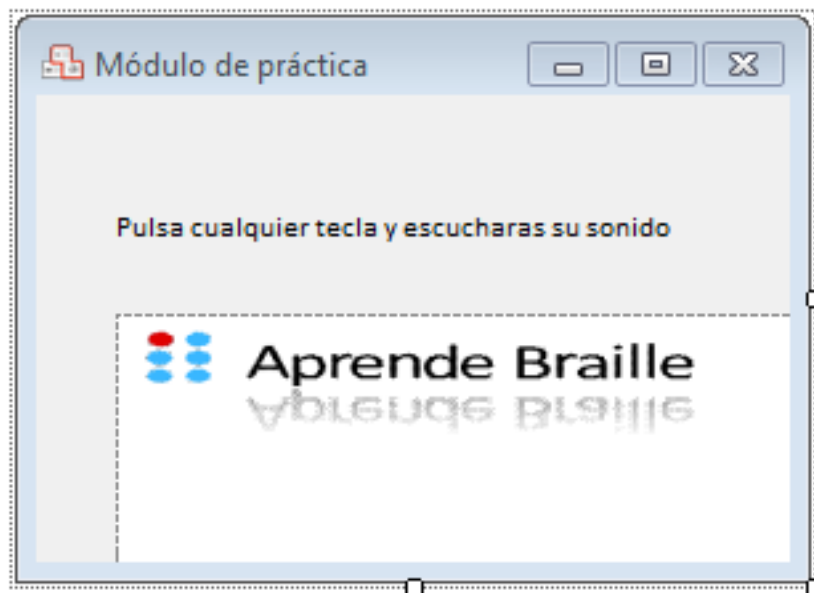 Módulo de práctica
Pulsa cualquier tecla y escucharas su sonido
Aprende Braille